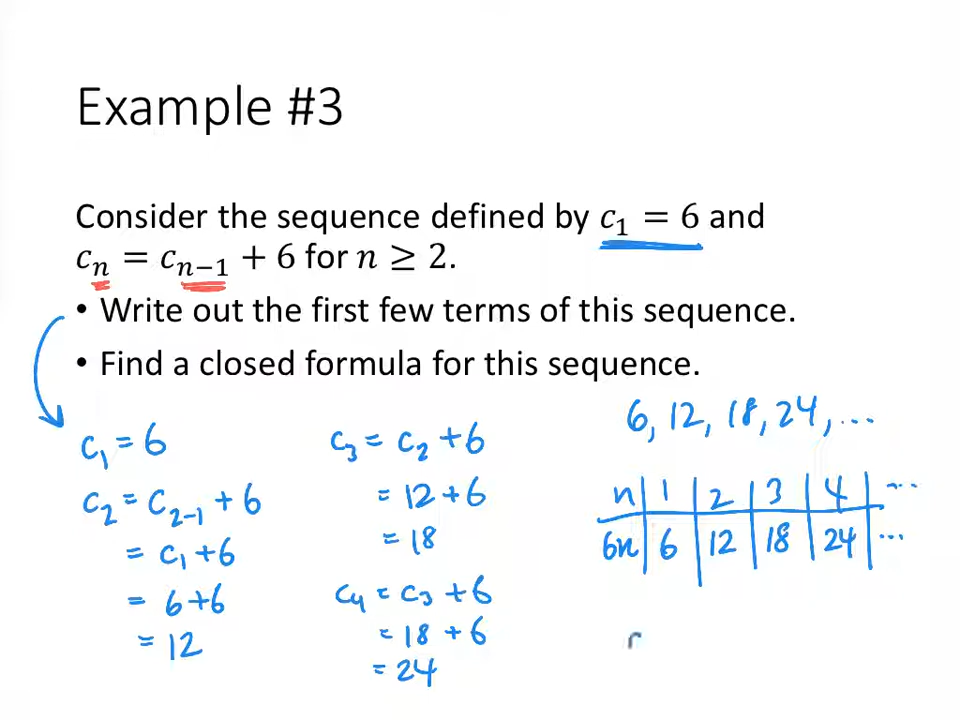 Example #3
Consider the sequence defined by c₁ = 6 and
cₙ = cₙ₋₁ + 6 for n ≥ 2.
• Write out the first few terms of this sequence.
• Find a closed formula for this sequence.
c₁ = 6
c₂ = c₂₋₁ + 6
= c₁ + 6
= 6 + 6
= 12
c₃ = c₂ + 6
= 12 + 6
= 18
c₄ = c₃ + 6
= 18 + 6
= 24
6, 12, 18, 24, ...
n | 1 | 2 | 3 | 4 | ...
6n | 6 | 12 | 18 | 24 | ...